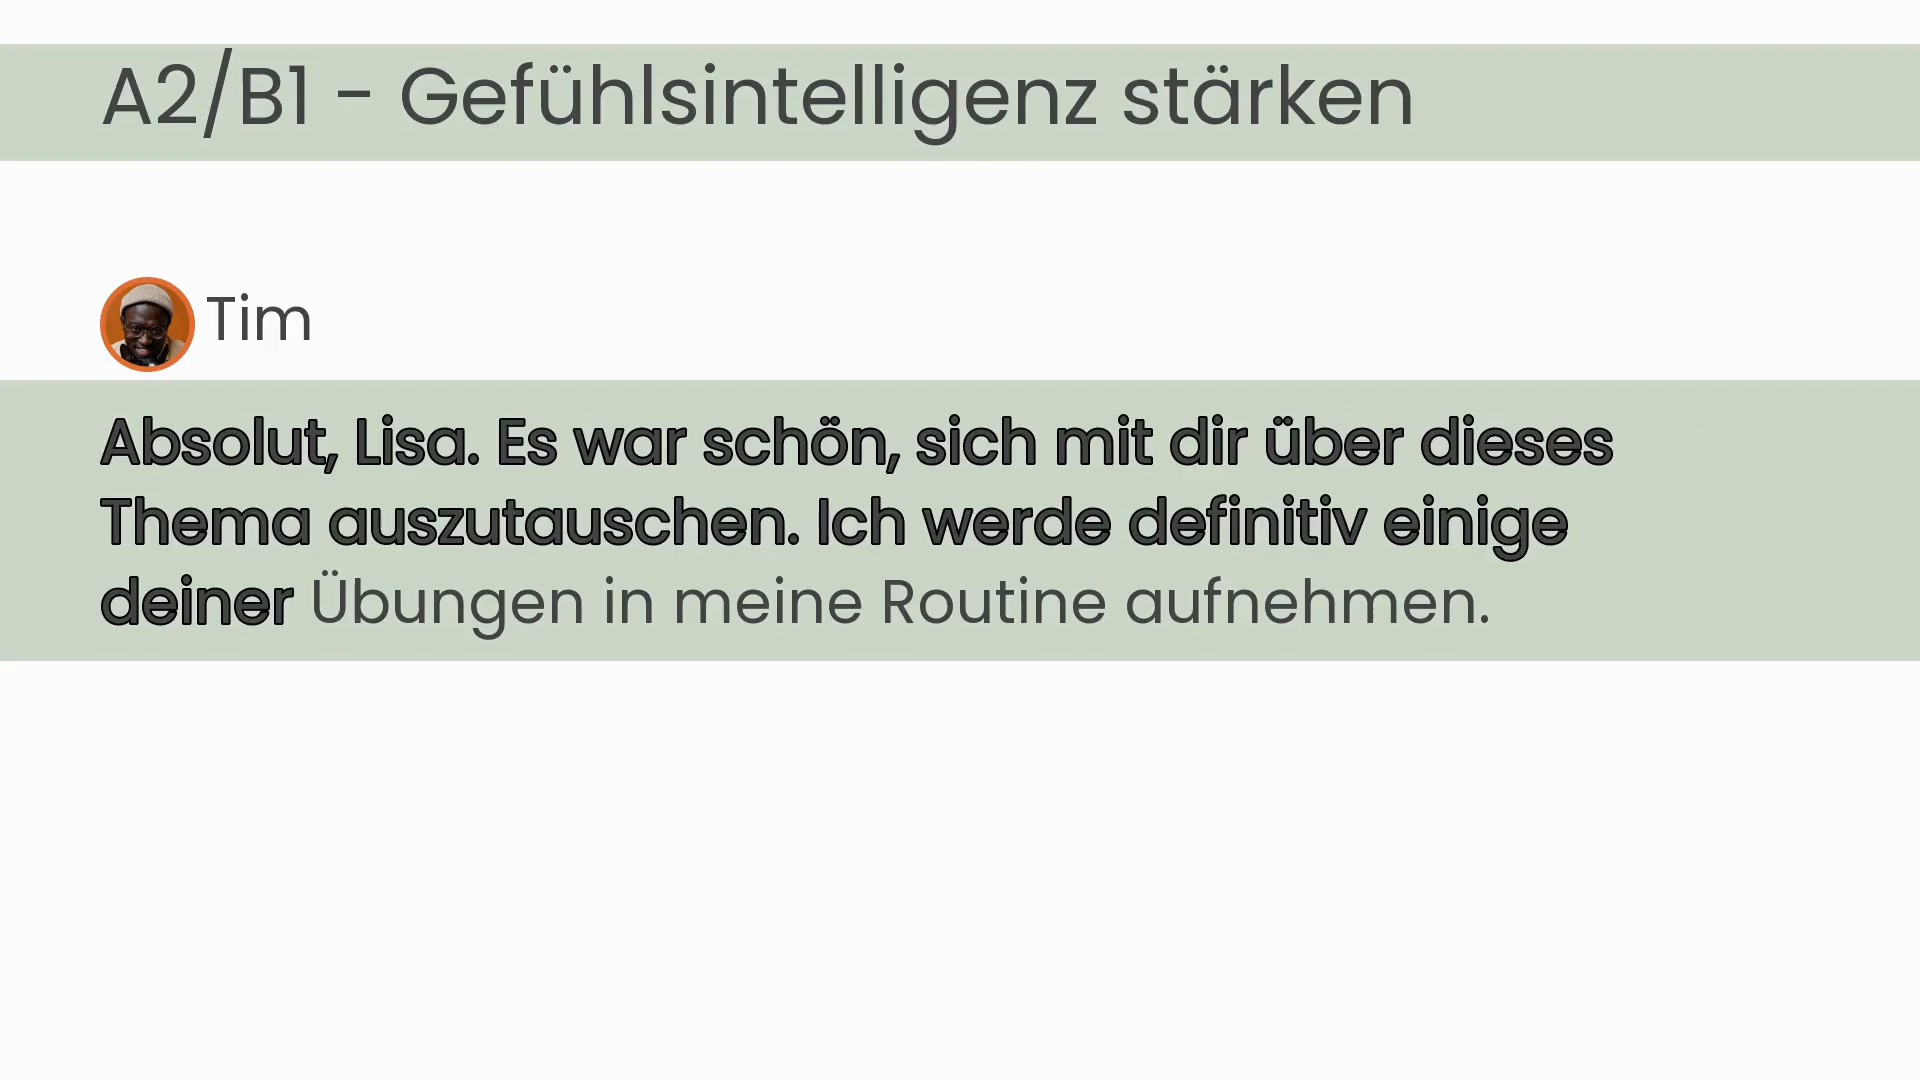 A2/B1 - Gefühlsintelligenz stärken
Tim
Absolut, Lisa. Es war schön, sich mit dir über dieses
Thema auszutauschen. Ich werde definitiv einige
deiner Übungen in meine Routine aufnehmen.